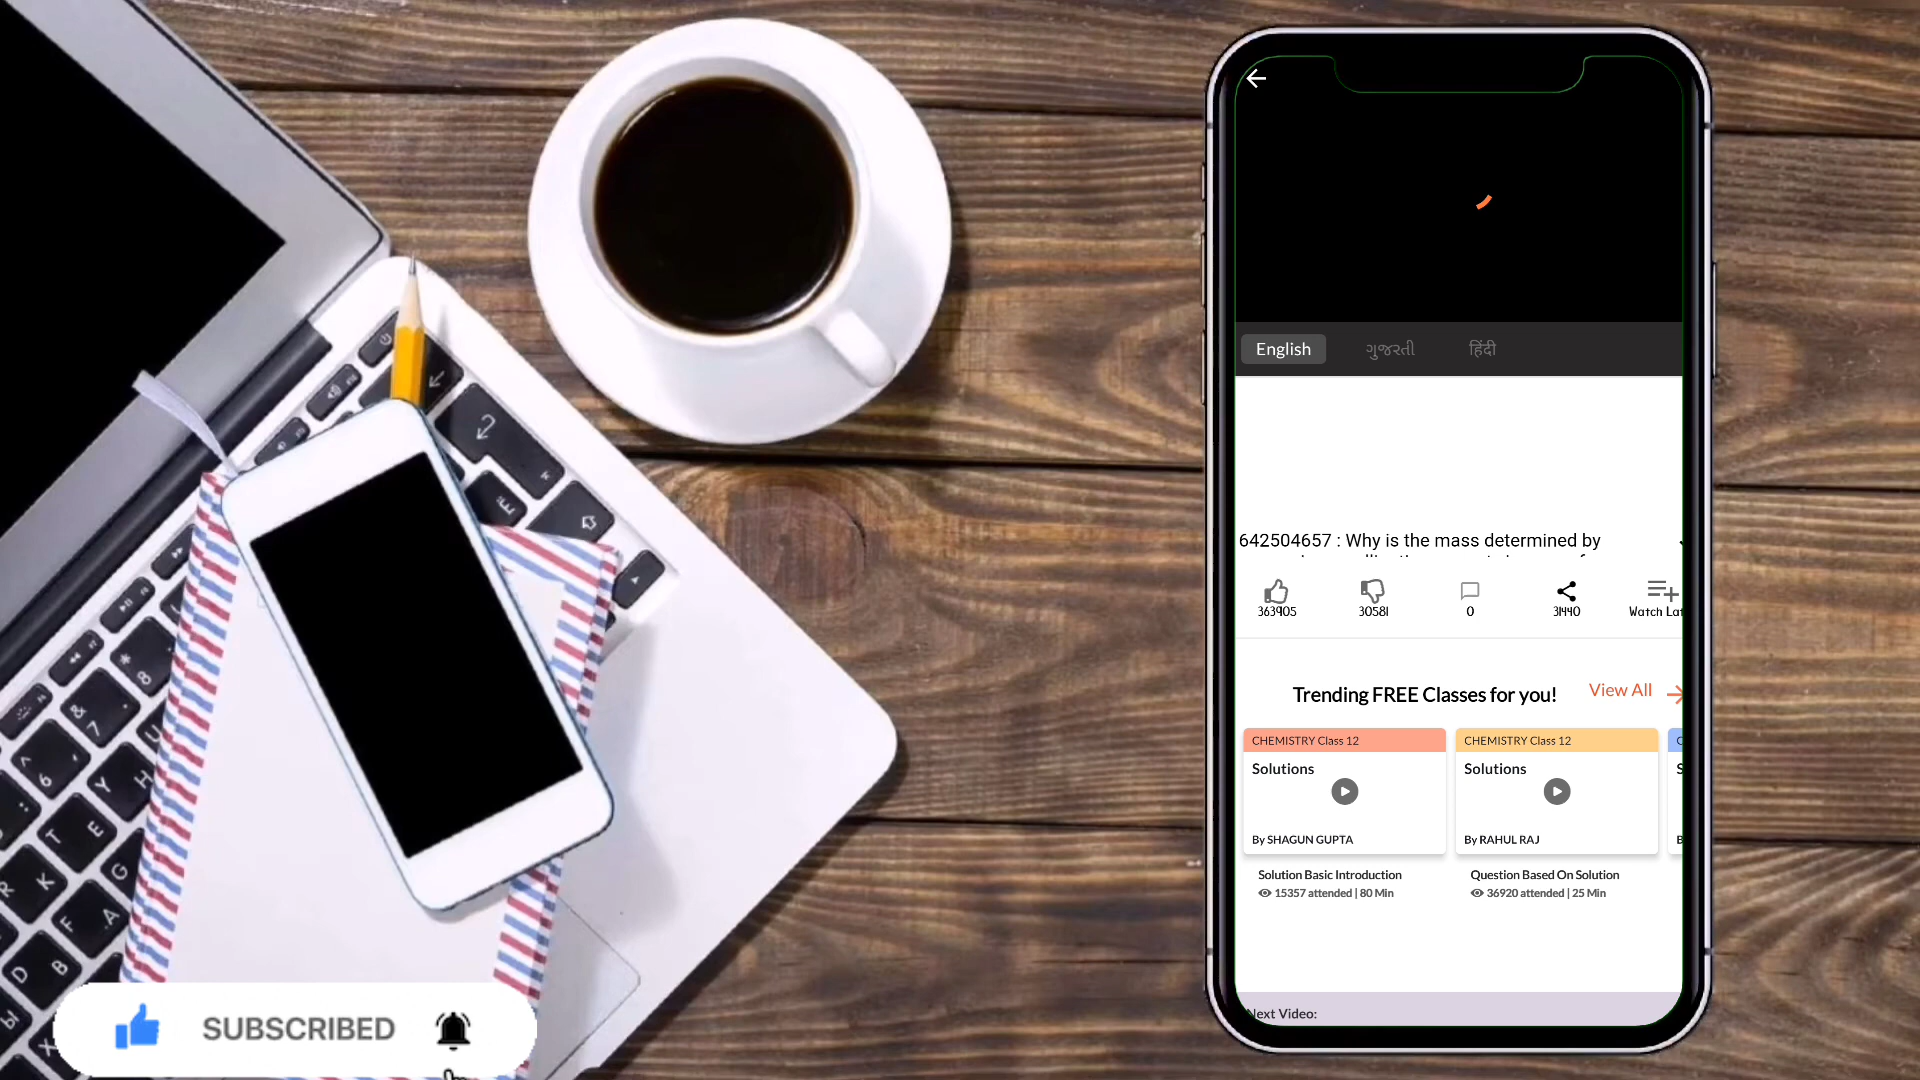 English
ગુજરતી
हिंदी
642504657 : Why is the mass determined by
363905
30581
0
31440
Watch
Trending FREE Classes for you!
View All
CHEMISTRY Class 12
Solutions
By SHAGUN GUPTA
Solution Basic Introduction
15357 attended | 80 Min
CHEMISTRY Class 12
Solutions
By RAHUL RAJ
Question Based On Solution
36920 attended | 25 Min
Next Video:
SUBSCRIBED